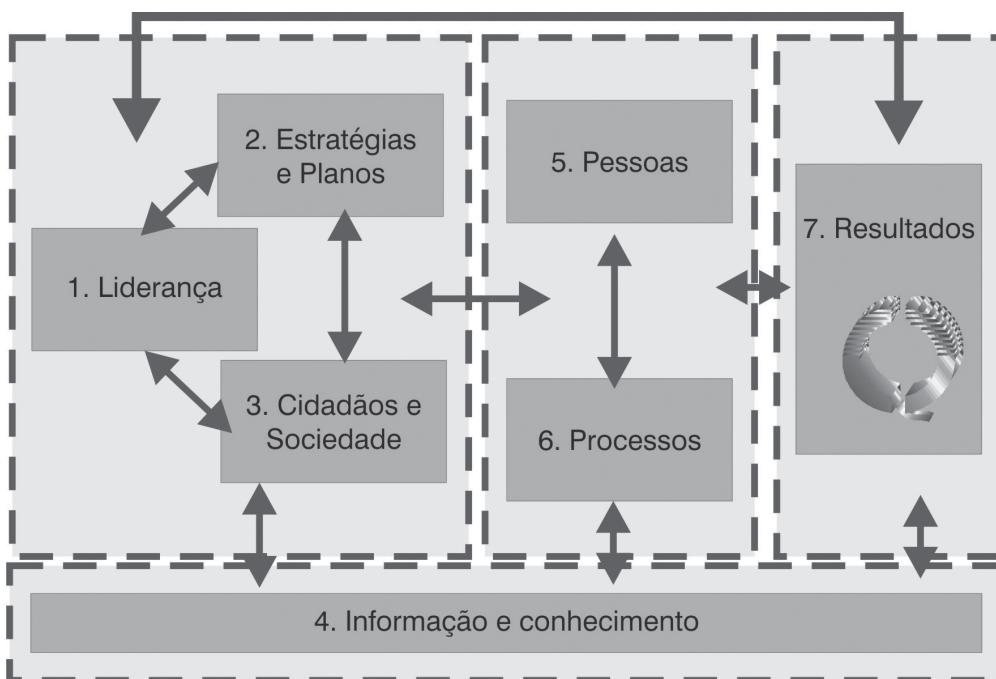 1. Liderança
2. Estratégias
e Planos
3. Cidadãos e
Sociedade
4. Informação e conhecimento
5. Pessoas
6. Processos
7. Resultados